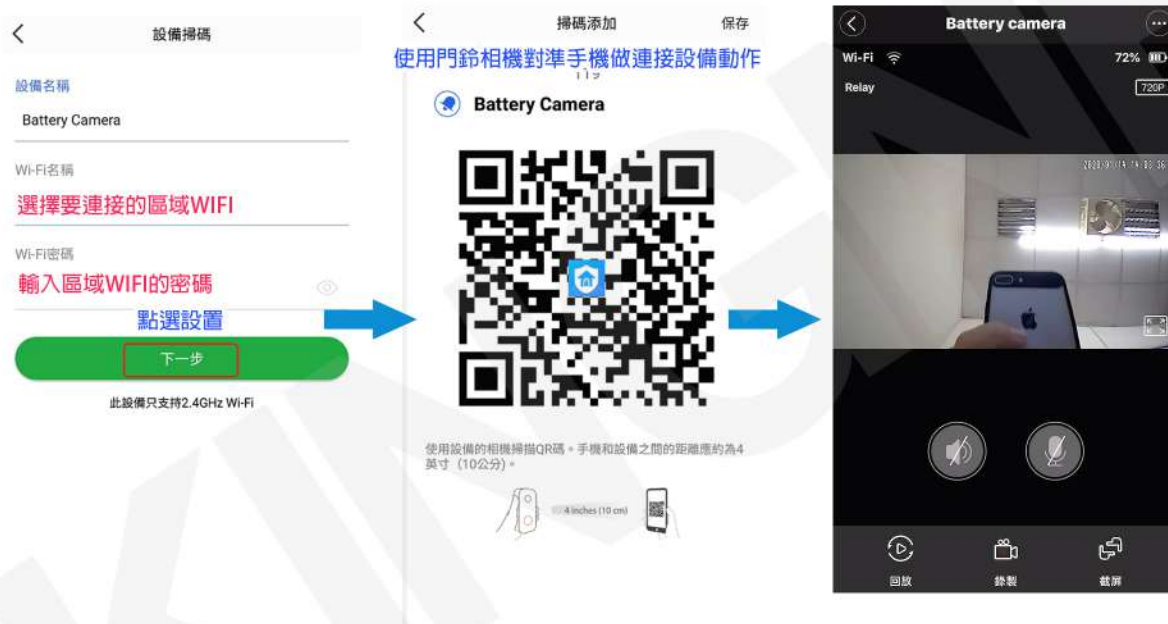 設備掃碼
設備名稱
Battery Camera
Wi-Fi名稱
選擇要連接的區域WIFI
Wi-Fi密碼
輸入區域WIFI的密碼
點選設置
下一步
此設備只支持2.4GHz Wi-Fi
掃碼添加
保存
使用門鈴相機對準手機做連接設備動作
119
Battery Camera
使用設備的相機掃描QR碼。手機和設備之間的距離應約為4
英寸（10公分）。
4 inches (10 cm)
Battery camera
Wi-Fi
72%
Relay
720P
回放
錄製
截屏